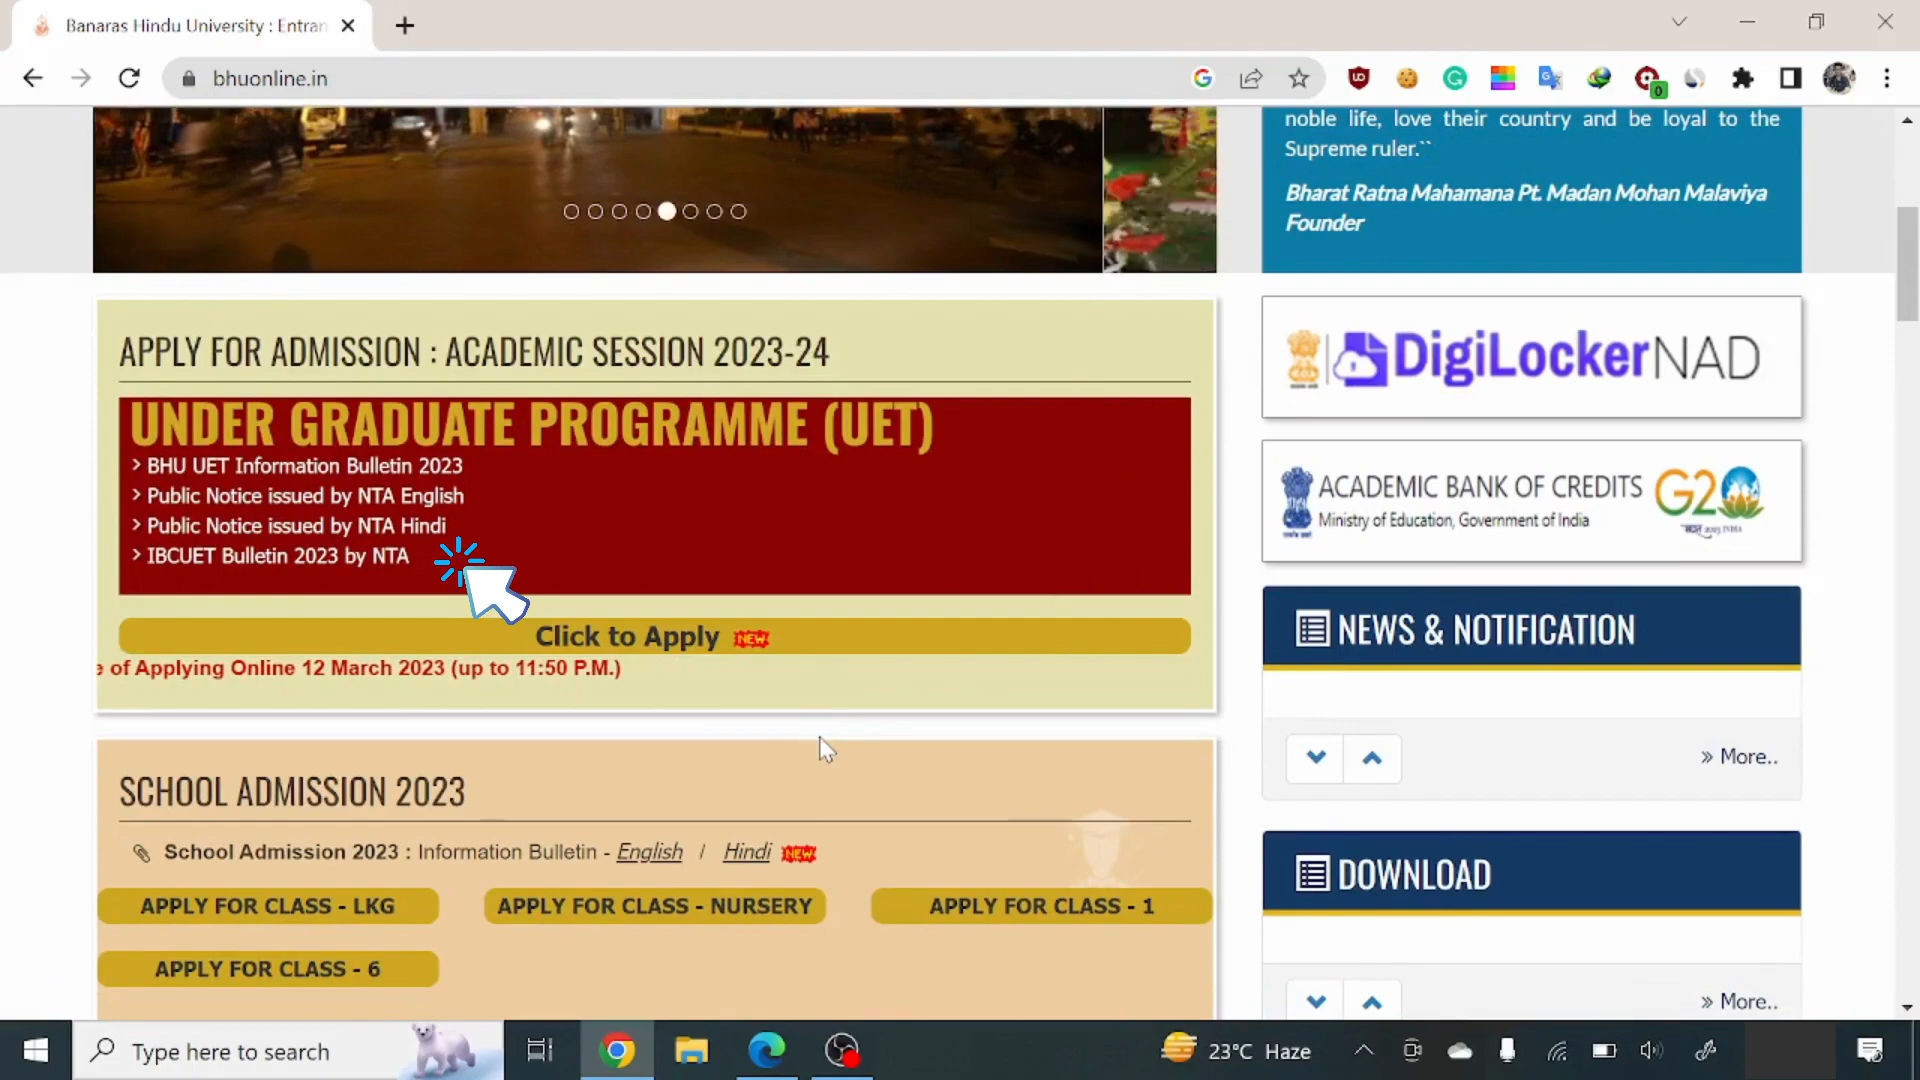 Banaras Hindu University : Entran
bhuonline.in
0
noble life, love their country and be loyal to the
Supreme ruler.``
Bharat Ratna Mahamana Pt. Madan Mohan Malaviya
Founder
APPLY FOR ADMISSION : ACADEMIC SESSION 2023-24
UNDER GRADUATE PROGRAMME (UET)
> BHU UET Information Bulletin 2023
> Public Notice issued by NTA English
> Public Notice issued by NTA Hindi
> IBCUET Bulletin 2023 by NTA
Click to Apply NEW
e of Applying Online 12 March 2023 (up to 11:50 P.M.)
DigiLockerNAD
ACADEMIC BANK OF CREDITS
Ministry of Education, Government of India
G20
NEWS & NOTIFICATION
» More..
SCHOOL ADMISSION 2023
School Admission 2023 : Information Bulletin - English / Hindi NEW
APPLY FOR CLASS - LKG
APPLY FOR CLASS - NURSERY
APPLY FOR CLASS - 1
APPLY FOR CLASS - 6
DOWNLOAD
» More..
Type here to search
23°C Haze